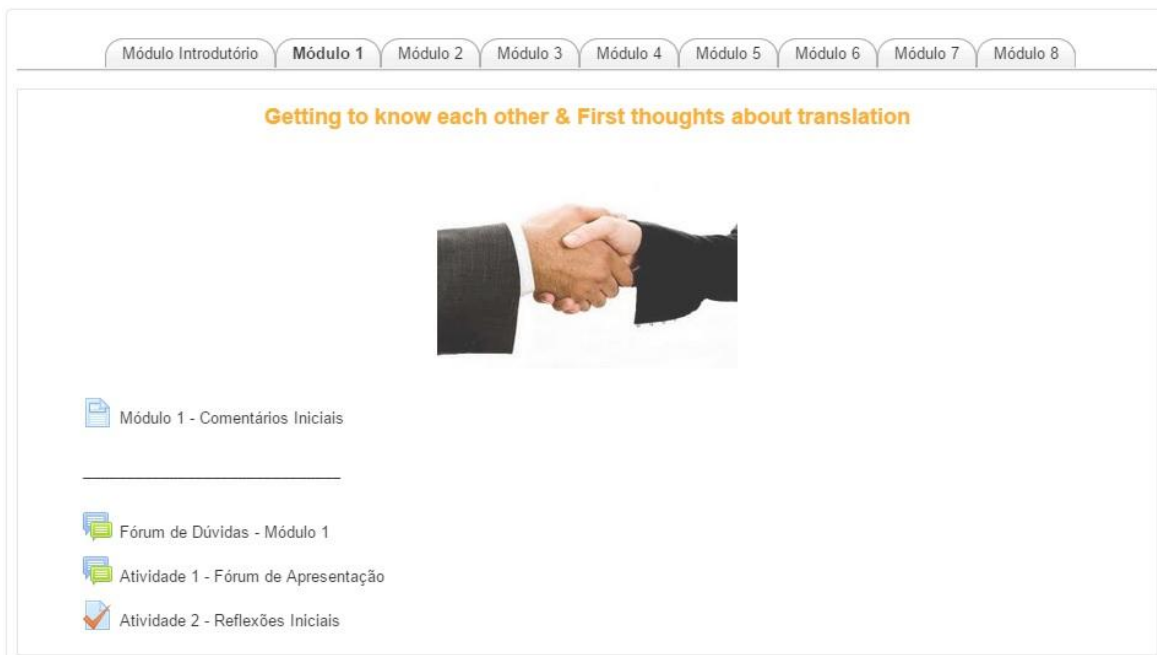 Módulo Introdutório Módulo 1 Módulo 2 Módulo 3 Módulo 4 Módulo 5 Módulo 6 Módulo 7 Módulo 8
Getting to know each other & First thoughts about translation
Módulo 1 - Comentários Iniciais
Fórum de Dúvidas - Módulo 1
Atividade 1 - Fórum de Apresentação
Atividade 2 - Reflexões Iniciais